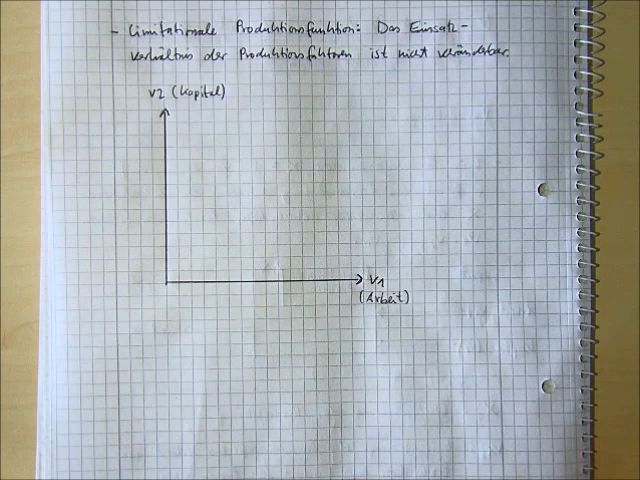 - Limitationale Produktionsfunktion: Das Einsatz-
verhältnis der Produktionsfaktoren ist nicht veränderbar.
v2 (Kapital)
v1
(Arbeit)